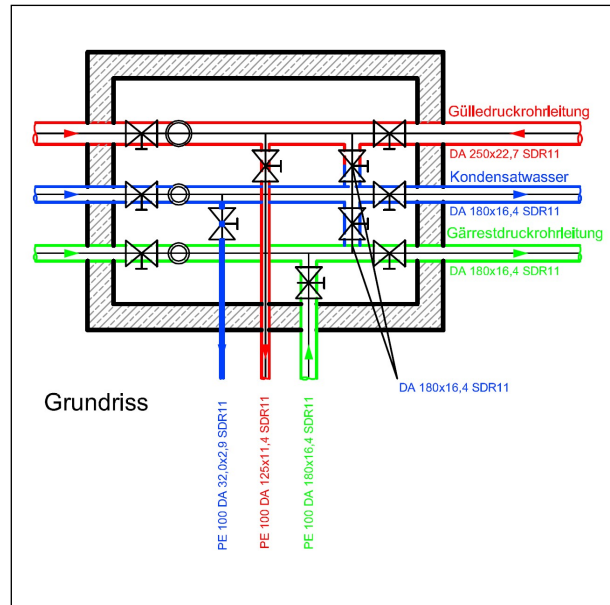 Gülledruckrohrleitung
DA 250x22,7 SDR11
Kondensatwasser
DA 180x16,4 SDR11
Gärrestdruckrohrleitung
DA 180x16,4 SDR11
DA 180x16,4 SDR11
Grundriss
PE 100 DA 32,0x2,9 SDR11
PE 100 DA 125x11,4 SDR11
PE 100 DA 180x16,4 SDR11